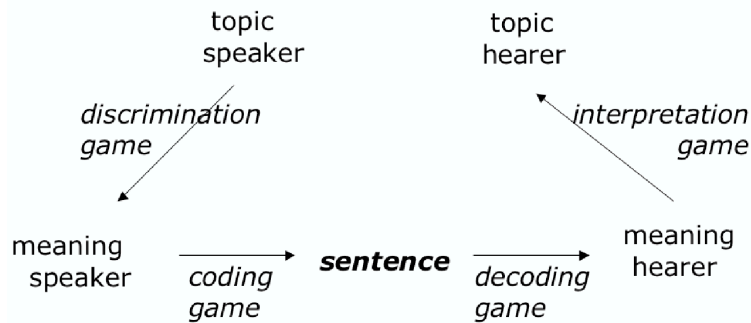 topic
speaker
topic
hearer
discrimination
game
interpretation
game
meaning
speaker
coding
game
sentence
decoding
game
meaning
hearer